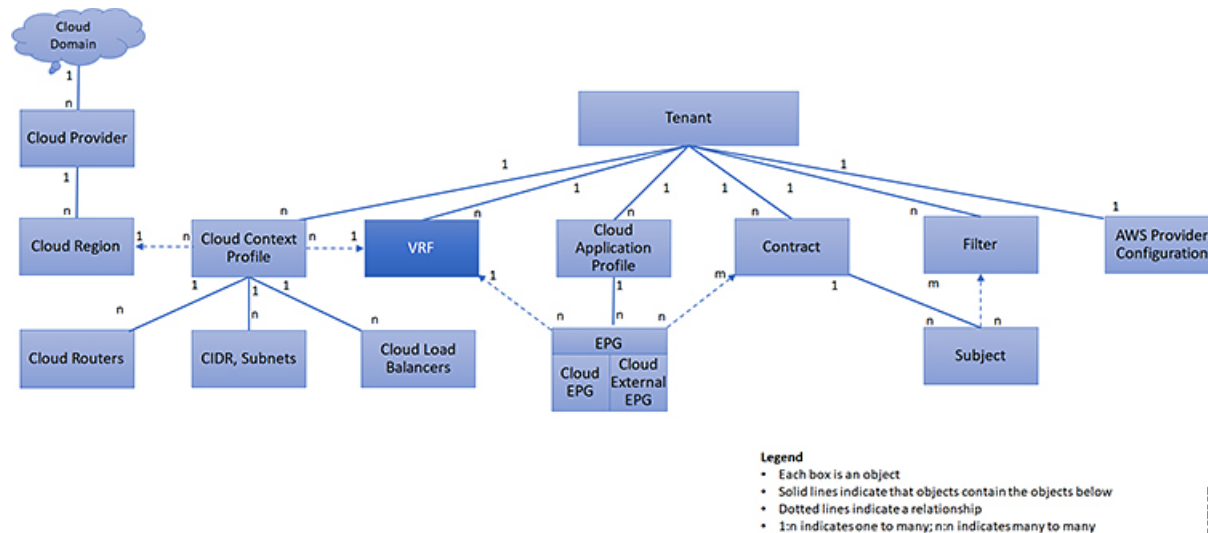 Cloud
Domain
1
n
Cloud Provider
Tenant
1
n
1
1
1
1
1
1
n
n
n
n
n
1
Cloud Region
1
n
Cloud Context
Profile
n
1
VRF
Cloud
Application
Profile
Contract
Filter
AWS Provider
Configuration
1
1
1
1
1
m
1
m
n
n
n
n
n
n
n
n
Cloud Routers
CIDR, Subnets
Cloud Load
Balancers
EPG
Cloud
EPG
Cloud
External
EPG
Subject
Legend
• Each box is an object
• Solid lines indicate that objects contain the objects below
• Dotted lines indicate a relationship
• 1:n indicates one to many; n:n indicates many to many